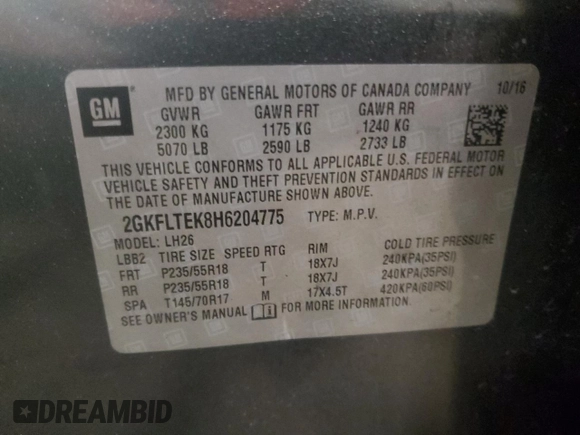 GM
MFD BY GENERAL MOTORS OF CANADA COMPANY 10/16
GVWR GAWR FRT GAWR RR
2300 KG 1175 KG 1240 KG
5070 LB 2590 LB 2733 LB
THIS VEHICLE CONFORMS TO ALL APPLICABLE U.S. FEDERAL MOTOR
VEHICLE SAFETY AND THEFT PREVENTION STANDARDS IN EFFECT ON
THE DATE OF MANUFACTURE SHOWN ABOVE.
2GKFLTEK8H6204775 TYPE: M.P.V.
MODEL: LH26
LBB2 TIRE SIZE SPEED RTG RIM COLD TIRE PRESSURE
FRT P235/55R18 T 18X7J 240KPA(35PSI)
RR P235/55R18 T 18X7J 240KPA(35PSI)
SPA T145/70R17 M 17X4.5T 420KPA(60PSI)
SEE OWNER'S MANUAL FOR MORE INFORMATION.
DREAMBID